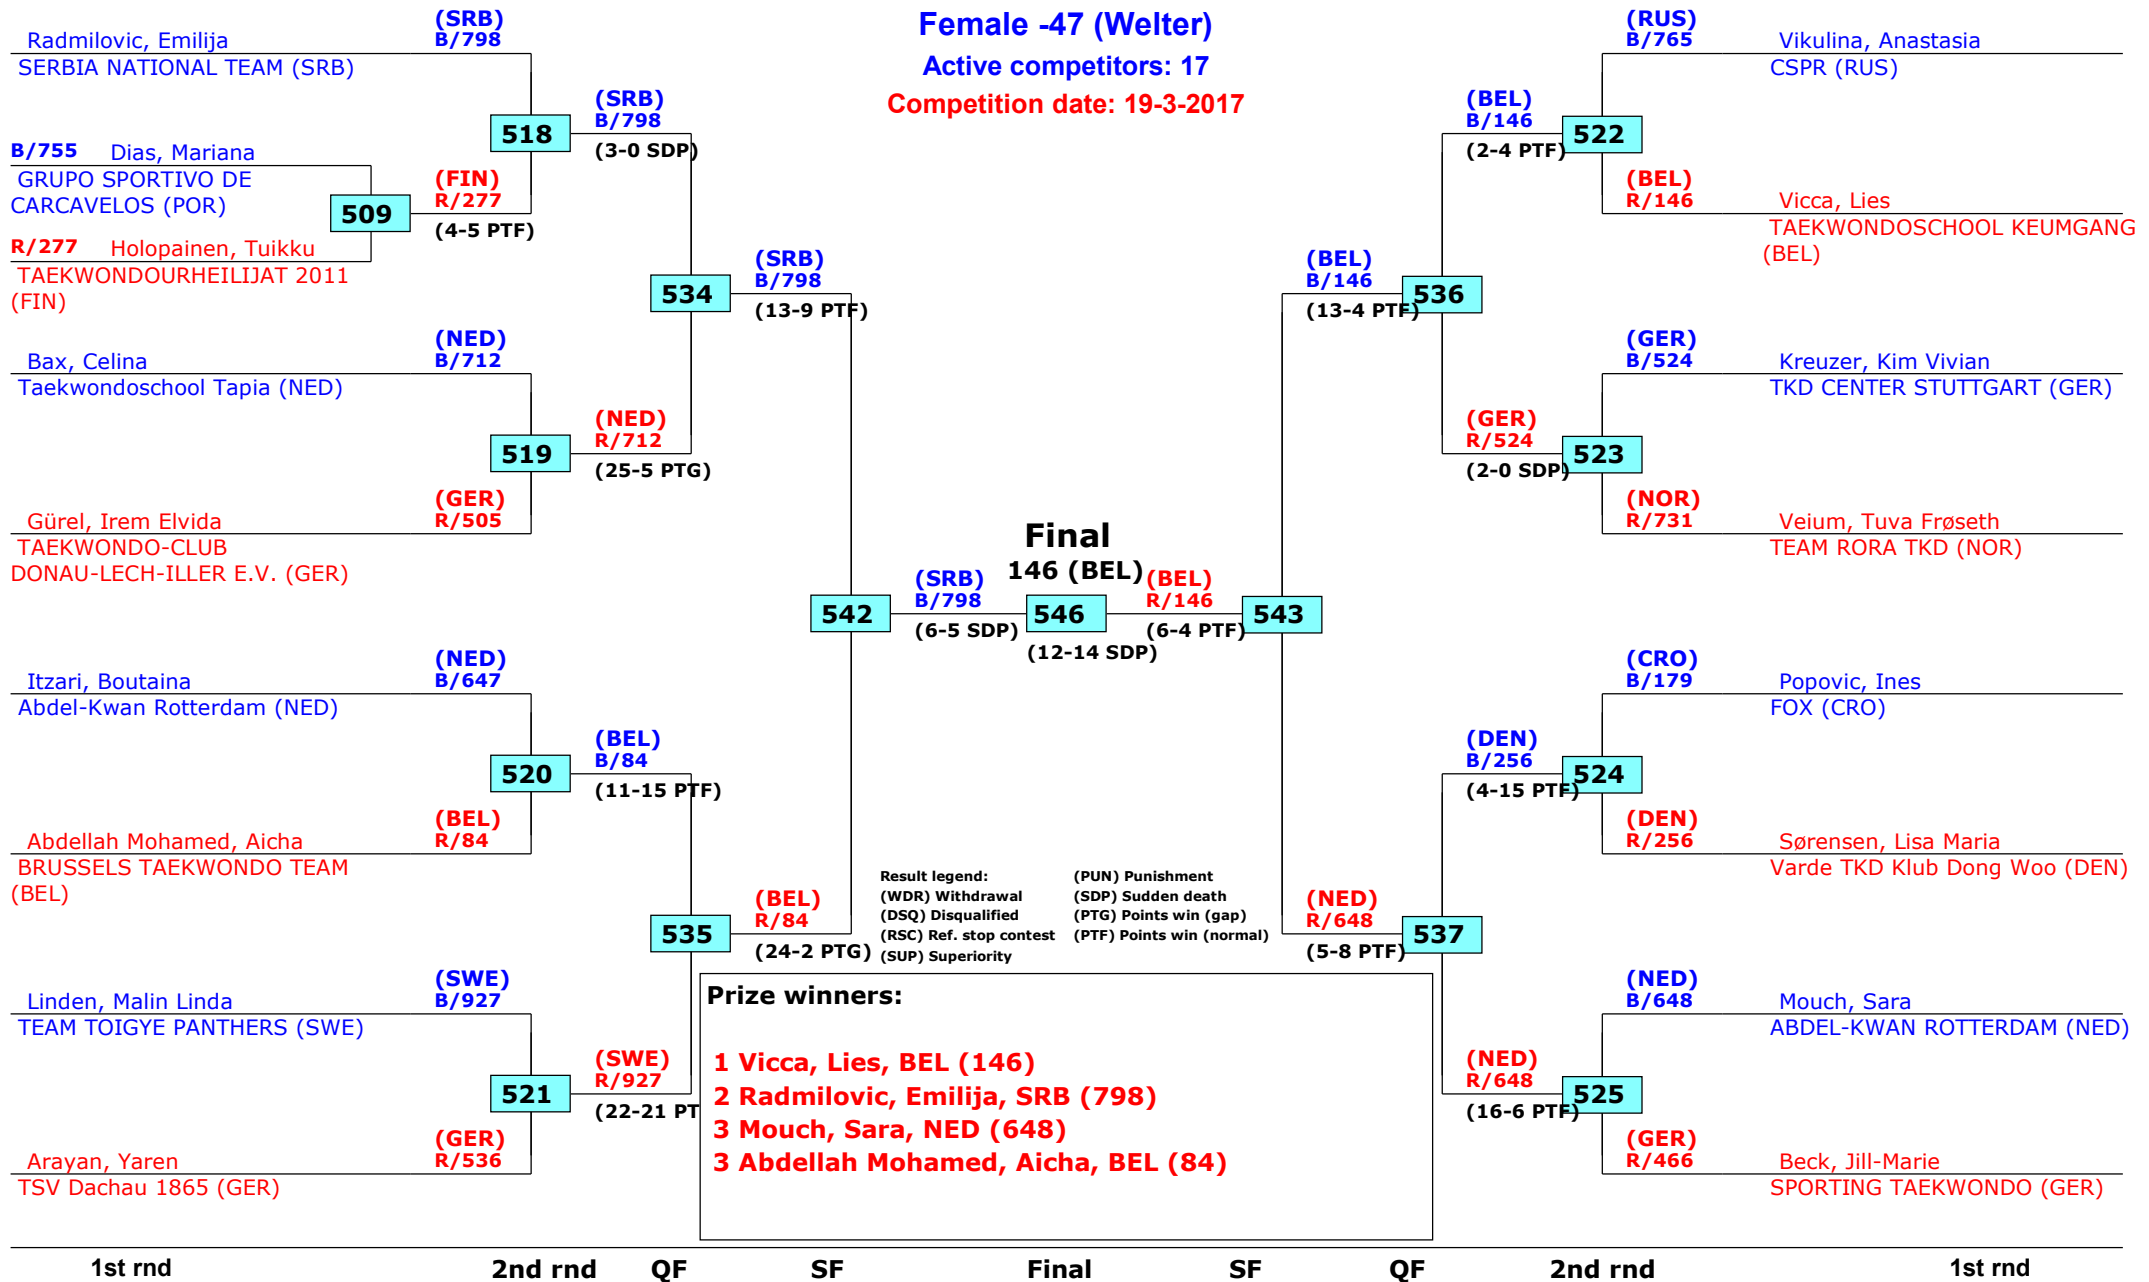 Female -47 (Welter)
Active competitors: 17
Competition date: 19-3-2017
(SRB)
Radmilovic, Emilija B/798
SERBIA NATIONAL TEAM (SRB)
(SRB)
B/798
518
(3-0 SDP)
B/755 Dias, Mariana
GRUPO SPORTIVO DE
CARCAVELOS (POR)
(FIN)
R/277
509
(4-5 PTF)
R/277 Holopainen, Tuikku
TAEKWONDOURHEILIJAT 2011
(FIN)
(SRB)
B/798
534
(13-9 PTF)
(NED)
Bax, Celina B/712
Taekwondoschool Tapia (NED)
(NED)
R/712
519
(25-5 PTG)
(GER)
Gürel, Irem Elvida R/505
TAEKWONDO-CLUB
DONAU-LECH-ILLER E.V. (GER)
(SRB)
B/798
542
(6-5 SDP)
(NED)
Itzari, Boutaina B/647
Abdel-Kwan Rotterdam (NED)
(BEL)
B/84
520
(11-15 PTF)
(BEL)
Abdellah Mohamed, Aicha R/84
BRUSSELS TAEKWONDO TEAM
(BEL)
(BEL)
R/84
535
(24-2 PTG)
(SWE)
Linden, Malin Linda B/927
TEAM TOIGYE PANTHERS (SWE)
(SWE)
R/927
521
(22-21 PT
(GER)
Arayan, Yaren R/536
TSV Dachau 1865 (GER)
Final
146 (BEL)
546
(12-14 SDP)
(RUS)
B/765 Vikulina, Anastasia
CSPR (RUS)
(BEL)
B/146
522
(2-4 PTF)
(BEL)
R/146 Vicca, Lies
TAEKWONDOSCHOOL KEUMGANG
(BEL)
(BEL)
B/146
536
(13-4 PTF)
(GER)
B/524 Kreuzer, Kim Vivian
TKD CENTER STUTTGART (GER)
(GER)
R/524
523
(2-0 SDP)
(NOR)
R/731 Veium, Tuva Frøseth
TEAM RORA TKD (NOR)
(BEL)
R/146
543
(6-4 PTF)
(CRO)
B/179 Popovic, Ines
FOX (CRO)
(DEN)
B/256
524
(4-15 PTF)
(DEN)
R/256 Sørensen, Lisa Maria
Varde TKD Klub Dong Woo (DEN)
(NED)
R/648
537
(5-8 PTF)
(NED)
B/648 Mouch, Sara
ABDEL-KWAN ROTTERDAM (NED)
(NED)
R/648
525
(16-6 PTF)
(GER)
R/466 Beck, Jill-Marie
SPORTING TAEKWONDO (GER)
Result legend: (PUN) Punishment
(WDR) Withdrawal (SDP) Sudden death
(DSQ) Disqualified (PTG) Points win (gap)
(RSC) Ref. stop contest (PTF) Points win (normal)
(SUP) Superiority
Prize winners:
1 Vicca, Lies, BEL (146)
2 Radmilovic, Emilija, SRB (798)
3 Mouch, Sara, NED (648)
3 Abdellah Mohamed, Aicha, BEL (84)
1st rnd 2nd rnd QF SF Final SF QF 2nd rnd 1st rnd